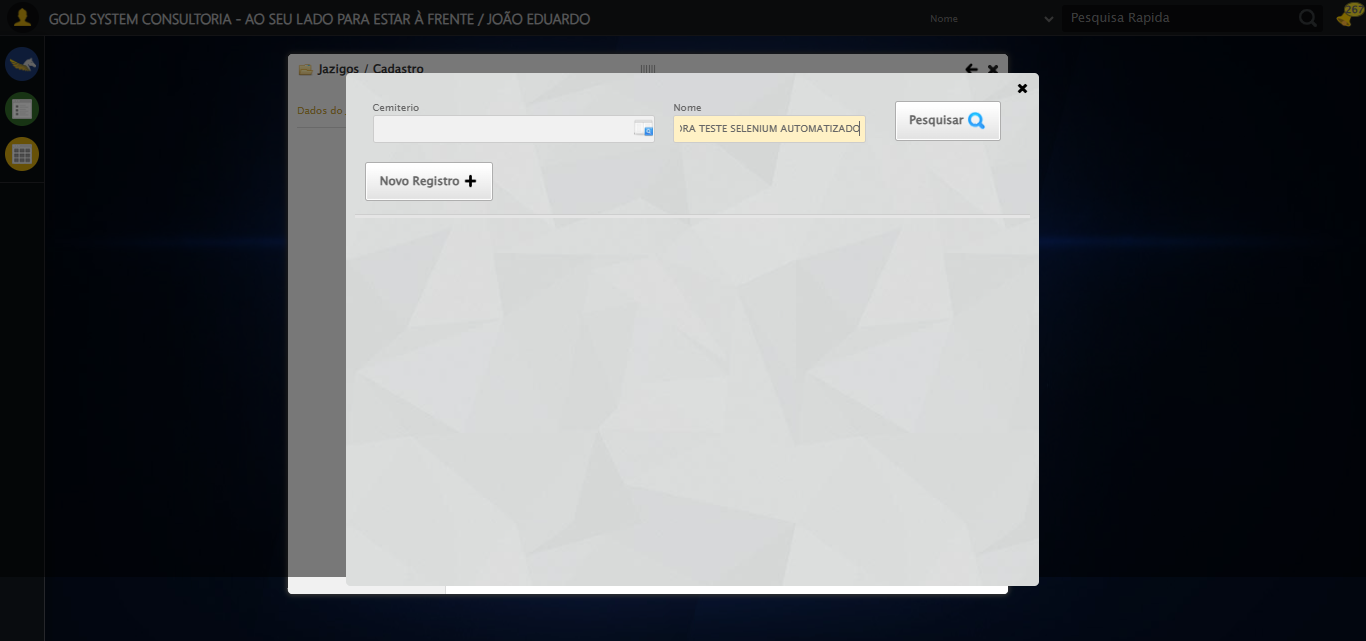 GOLD SYSTEM CONSULTORIA - AO SEU LADO PARA ESTAR À FRENTE / JOÃO EDUARDO
Nome
Pesquisa Rapida
267
Jazigos / Cadastro
Dados do
Cemiterio
Nome
TESTE SELENIUM AUTOMATIZADO
Pesquisar
Novo Registro